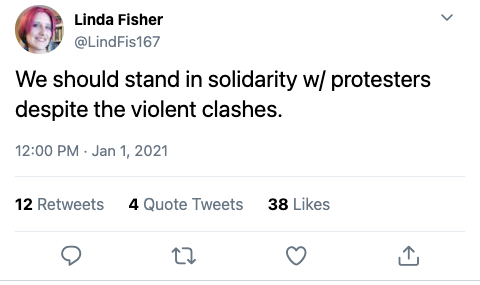 Linda Fisher
@LindFis167
We should stand in solidarity w/ protesters
despite the violent clashes.
12:00 PM · Jan 1, 2021
12 Retweets 4 Quote Tweets 38 Likes